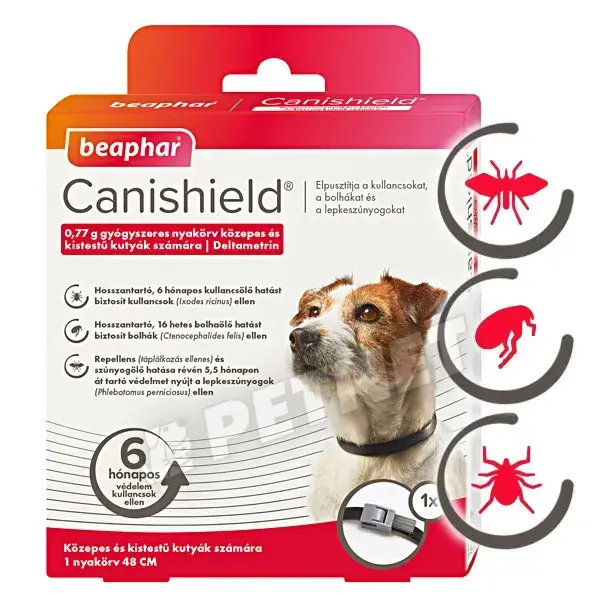 beaphar
Canishield®
beaphar
Canishield®
Elpusztítja a kullancsokat,
a bolhákat és
a lepkeszúnyogokat
0,77 g gyógyszeres nyakörv közepes és
kistestű kutyák számára | Deltametrin
Hosszantartó, 6 hónapos kullancsölő hatást
biztosít kullancsok (Ixodes ricinus) ellen
Hosszantartó, 16 hetes bolhaölő hatást
biztosít bolhák (Ctenocephalides felis) ellen
Repellens (táplálkozás ellenes) és
szúnyogölő hatása révén 5,5 hónapon
át tartó védelmet nyújt a lepkeszúnyogok
(Phlebotomus perniciosus) ellen
PETNET
6
hónapos
védelem
kullancsok
ellen
1x
Közepes és kistestű kutyák számára
1 nyakörv 48 CM